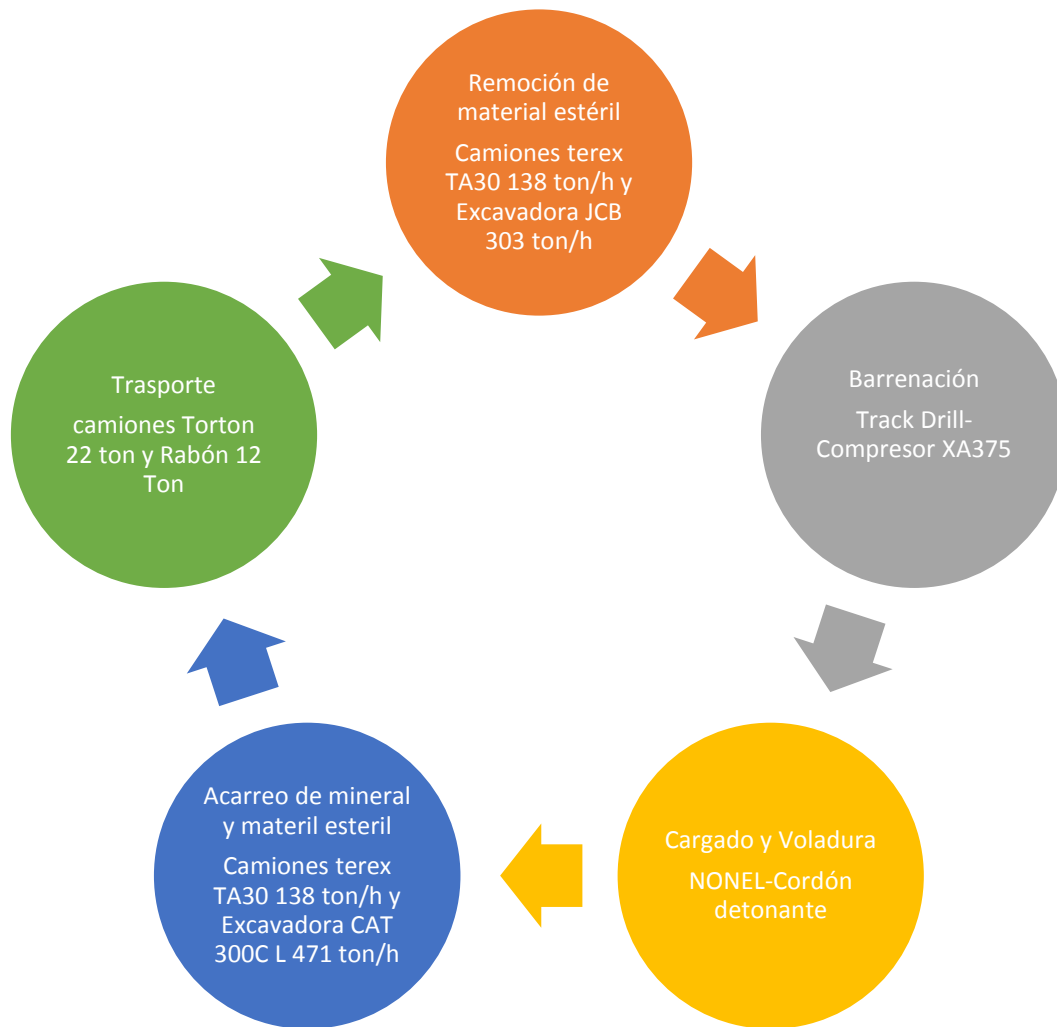 Remoción de
material estéril
Camiones terex
TA30 138 ton/h y
Excavadora JCB
303 ton/h
Barrenación
Track Drill-
Compresor XA375
Cargado y Voladura
NONEL-Cordón
detonante
Acarreo de mineral
y materil esteril
Camiones terex
TA30 138 ton/h y
Excavadora CAT
300C L 471 ton/h
Trasporte
camiones Torton
22 ton y Rabón 12
Ton